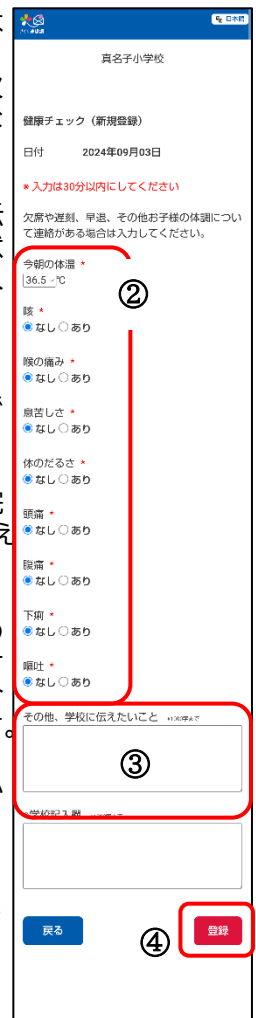 日本語
真名子小学校
健康チェック（新規登録）
日付 2024年09月03日
* 入力は30分以内にしてください
欠席や遅刻、早退、その他お子様の体調につい
て連絡がある場合は入力してください。
今朝の体温 *
36.5 ℃
②
咳 *
なし あり
喉の痛み *
なし あり
息苦しさ *
なし あり
体のだるさ *
なし あり
頭痛 *
なし あり
腹痛 *
なし あり
下痢 *
なし あり
嘔吐 *
なし あり
その他、学校に伝えたいこと
③
学校記入欄
戻る
④
登録